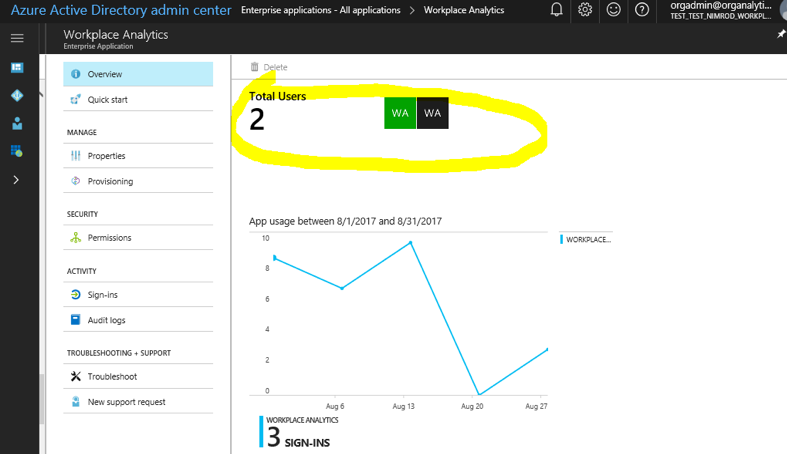 Azure Active Directory admin center
Enterprise applications - All applications > Workplace Analytics
orgadmin@organalyti...
TEST_TEST_NIMROD_WORKPL...
Workplace Analytics
Enterprise Application
Overview
Quick start
MANAGE
Properties
Provisioning
SECURITY
Permissions
ACTIVITY
Sign-ins
Audit logs
TROUBLESHOOTING + SUPPORT
Troubleshoot
New support request
Delete
Total Users
2
WA WA
App usage between 8/1/2017 and 8/31/2017
10
8
6
4
2
0
Aug 6 Aug 13 Aug 20 Aug 27
WORKPLACE...
WORKPLACE ANALYTICS
3 SIGN-INS